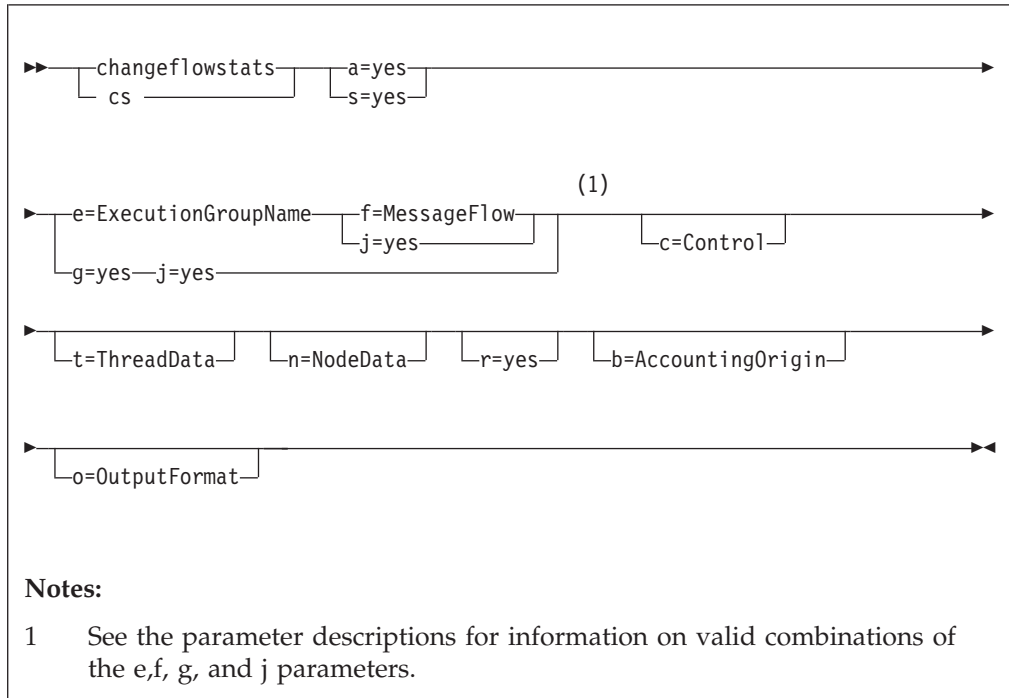 changeflowstats a=yes
cs s=yes
(1)
e=ExecutionGroupName f=MessageFlow
j=yes c=Control
g=yes j=yes
t=ThreadData n=NodeData r=yes b=AccountingOrigin
o=OutputFormat
Notes:
1 See the parameter descriptions for information on valid combinations of
the e,f, g, and j parameters.